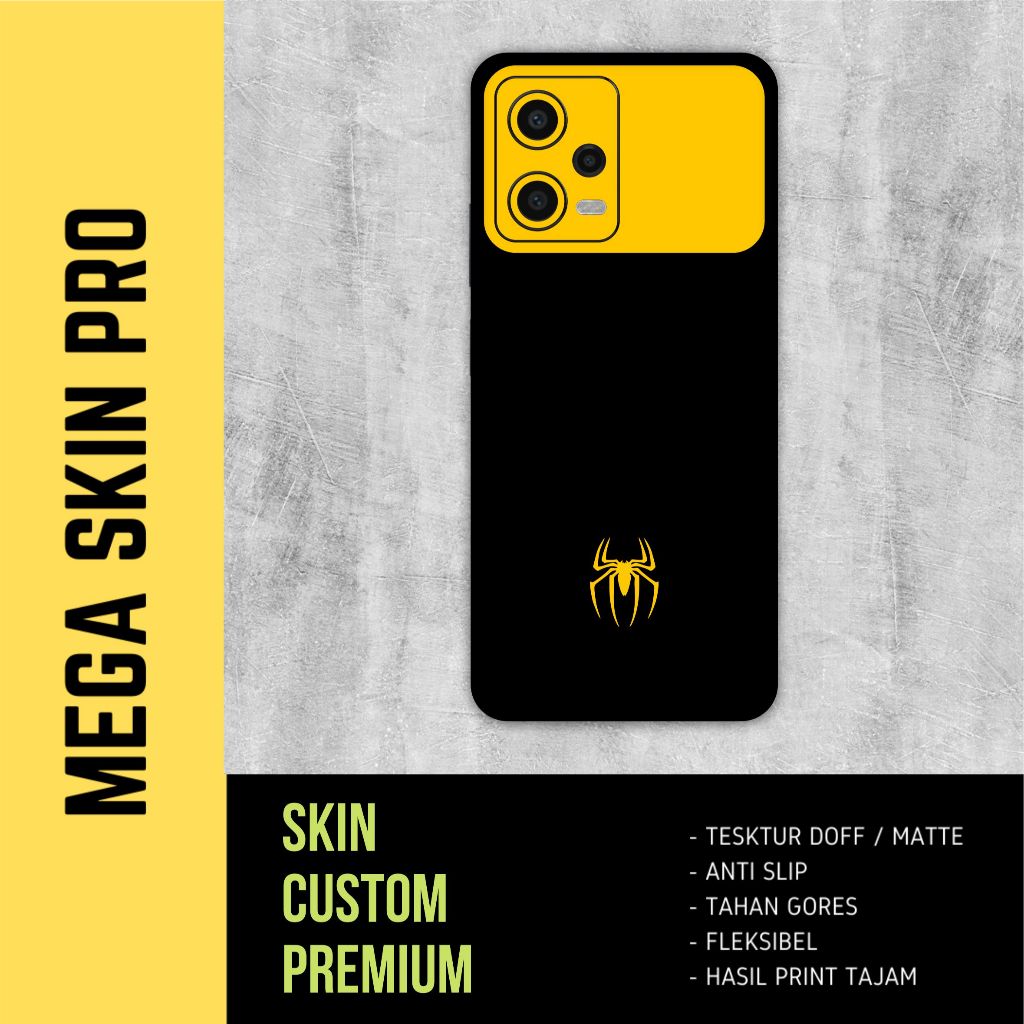 MEGA SKIN PRO
SKIN
CUSTOM
PREMIUM
- TESKTUR DOFF / MATTE
- ANTI SLIP
- TAHAN GORES
- FLEKSIBEL
- HASIL PRINT TAJAM